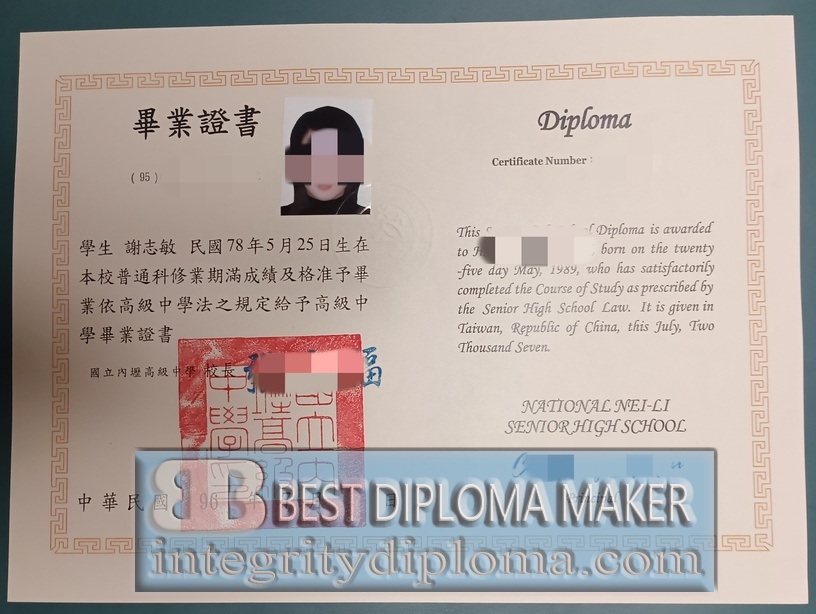 畢業證書
(95)
學生 謝志敏 民國78年5月25日生在
本校普通科修業期滿成績及格准予畢
業依高級中學法之規定給予高級中
學畢業證書
國立內壢高級中學 校長
福
中華民國 96 年
Diploma
Certificate Number :
This of Diploma is awarded
to born on the twenty
-five day May, 1989, who has satisfactorily
completed the Course of Study as prescribed by
the Senior High School Law. It is given in
Taiwan, Republic of China, this July, Two
Thousand Seven.
NATIONAL NEI-LI
SENIOR HIGH SCHOOL
Principal
BB BEST DIPLOMA MAKER
integritydiploma.com